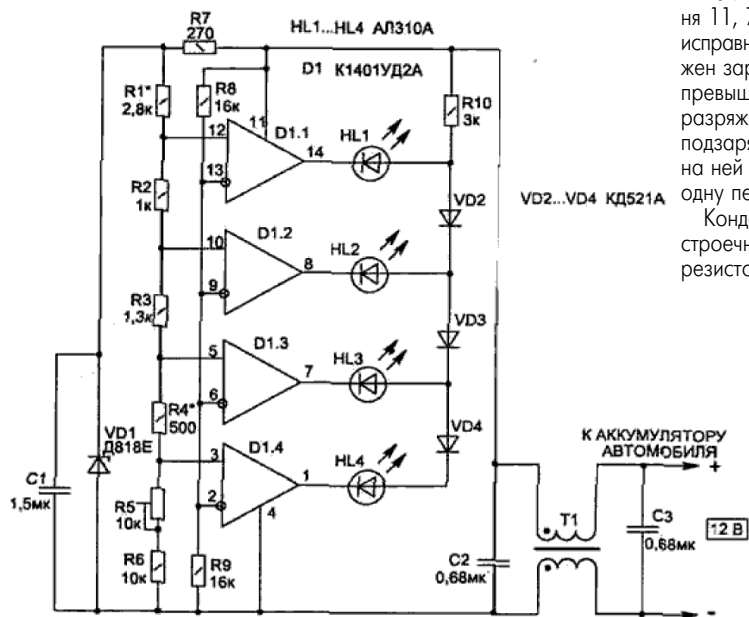 R7
270
HL1...HL4 АЛ310А
D1 К1401УД2А
R1*
2,8к
R8
16к
R10
3к
11
D1.1
12
14
13
HL1
R2
1к
VD2
VD2...VD4 КД521А
D1.2
10
8
9
HL2
R3
1,3к
VD3
D1.3
5
7
6
HL3
R4*
500
VD4
VD1
Д818Е
D1.4
3
1
2
4
HL4
С1
1,5мк
R5
10к
R6
10к
R9
16к
К АККУМУЛЯТОРУ
АВТОМОБИЛЯ
+
T1
C2
0,68мк
C3
0,68мк
12 В
-
ня 11,
исправн
жен зар
превыш
разряж
подзаря
на ней
одну пе
Конд
строечн
резисто